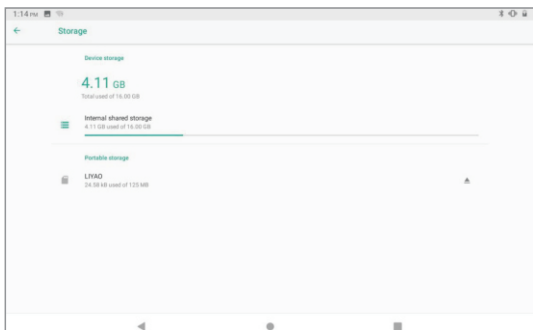 1:14 PM
Storage
Device storage
4.11 GB
Total used of 16.00 GB
Internal shared storage
4.11 GB used of 16.00 GB
Portable storage
LIYAO
24.58 kB used of 125 MB